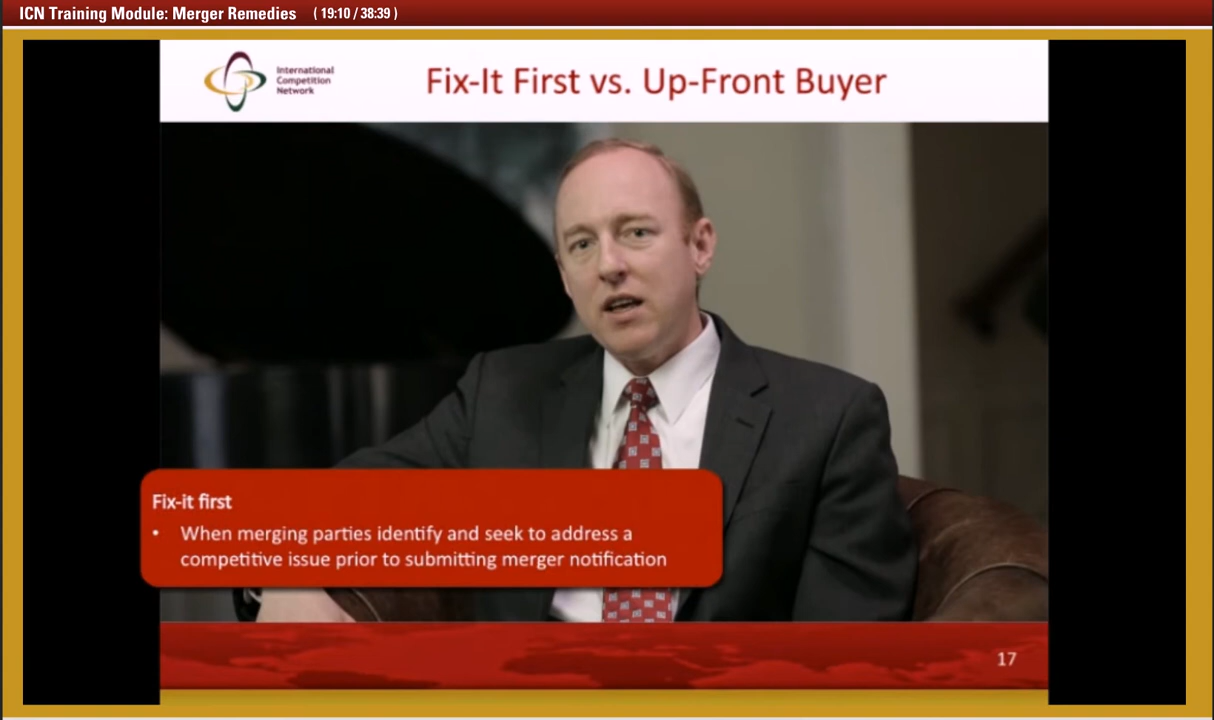 ICN Training Module: Merger Remedies (19:10 / 38:39)
International
Competition
Network
Fix-It First vs. Up-Front Buyer
Fix-it first
• When merging parties identify and seek to address a
competitive issue prior to submitting merger notification
17